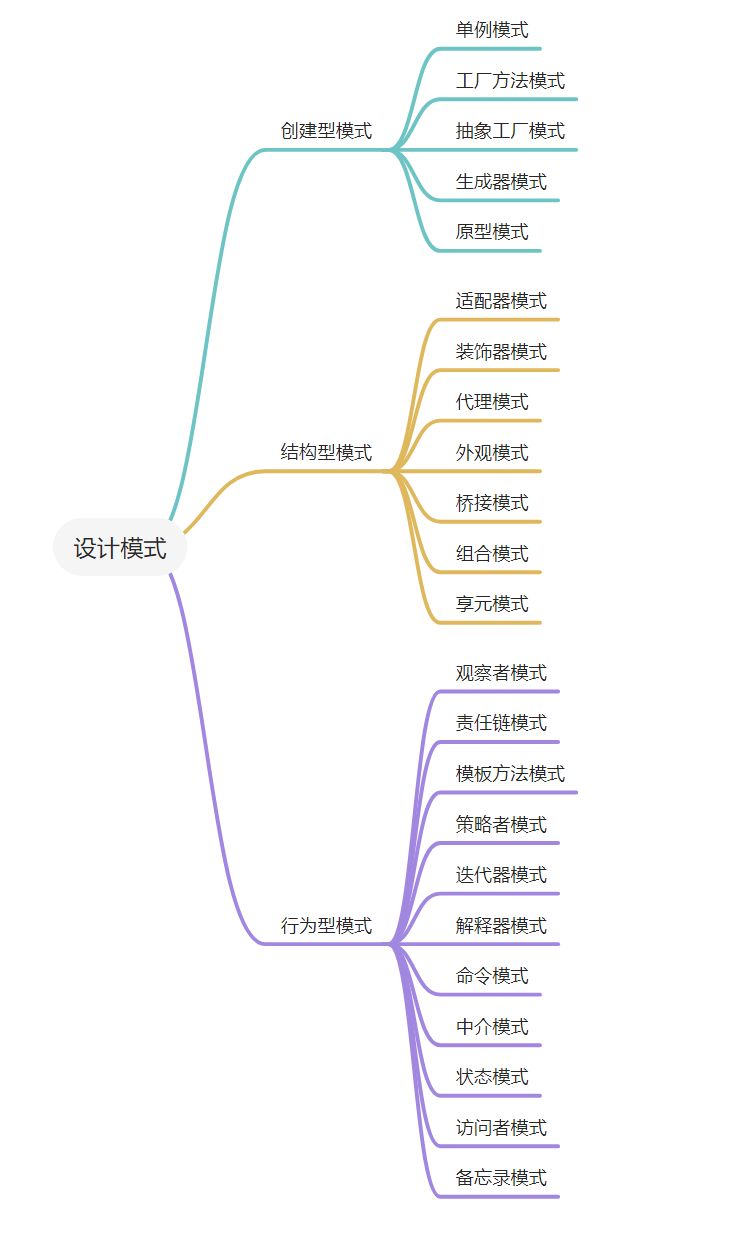 设计模式
创建型模式
单例模式
工厂方法模式
抽象工厂模式
生成器模式
原型模式
结构型模式
适配器模式
装饰器模式
代理模式
外观模式
桥接模式
组合模式
享元模式
行为型模式
观察者模式
责任链模式
模板方法模式
策略者模式
迭代器模式
解释器模式
命令模式
中介模式
状态模式
访问者模式
备忘录模式